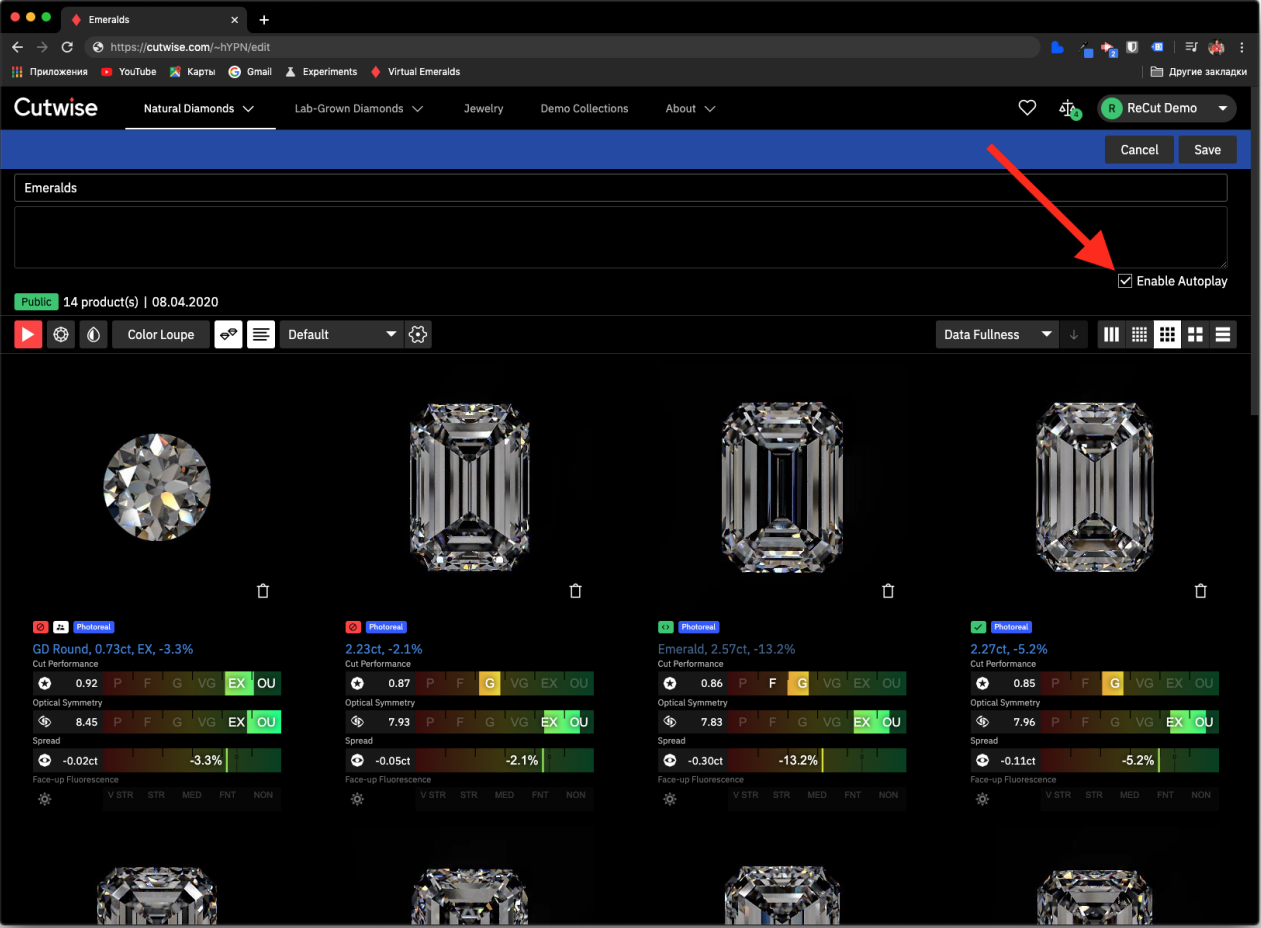 Emeralds
https://cutwise.com/~hYPN/edit
2
Приложения YouTube Карты Gmail Experiments Virtual Emeralds Другие закладки
Cutwise Natural Diamonds Lab-Grown Diamonds Jewelry Demo Collections About 4 R ReCut Demo
Cancel Save
Emeralds
Enable Autoplay
Public 14 product(s) | 08.04.2020
Color Loupe Default Data Fullness
Photoreal Photoreal Photoreal Photoreal
GD Round, 0.73ct, EX, -3.3% 2.23ct, -2.1% Emerald, 2.57ct, -13.2% 2.27ct, -5.2%
Cut Performance Cut Performance Cut Performance Cut Performance
0.92 P F G VG EX OU 0.87 P F G VG EX OU 0.86 P F G VG EX OU 0.85 P F G VG EX OU
Optical Symmetry Optical Symmetry Optical Symmetry Optical Symmetry
8.45 P F G VG EX OU 7.93 P F G VG EX OU 7.83 P F G VG EX OU 7.96 P F G VG EX OU
Spread Spread Spread Spread
-0.02ct -3.3% -0.05ct -2.1% -0.30ct -13.2% -0.11ct -5.2%
Face-up Fluorescence Face-up Fluorescence Face-up Fluorescence Face-up Fluorescence
V STR STR MED FNT NON V STR STR MED FNT NON V STR STR MED FNT NON V STR STR MED FNT NON